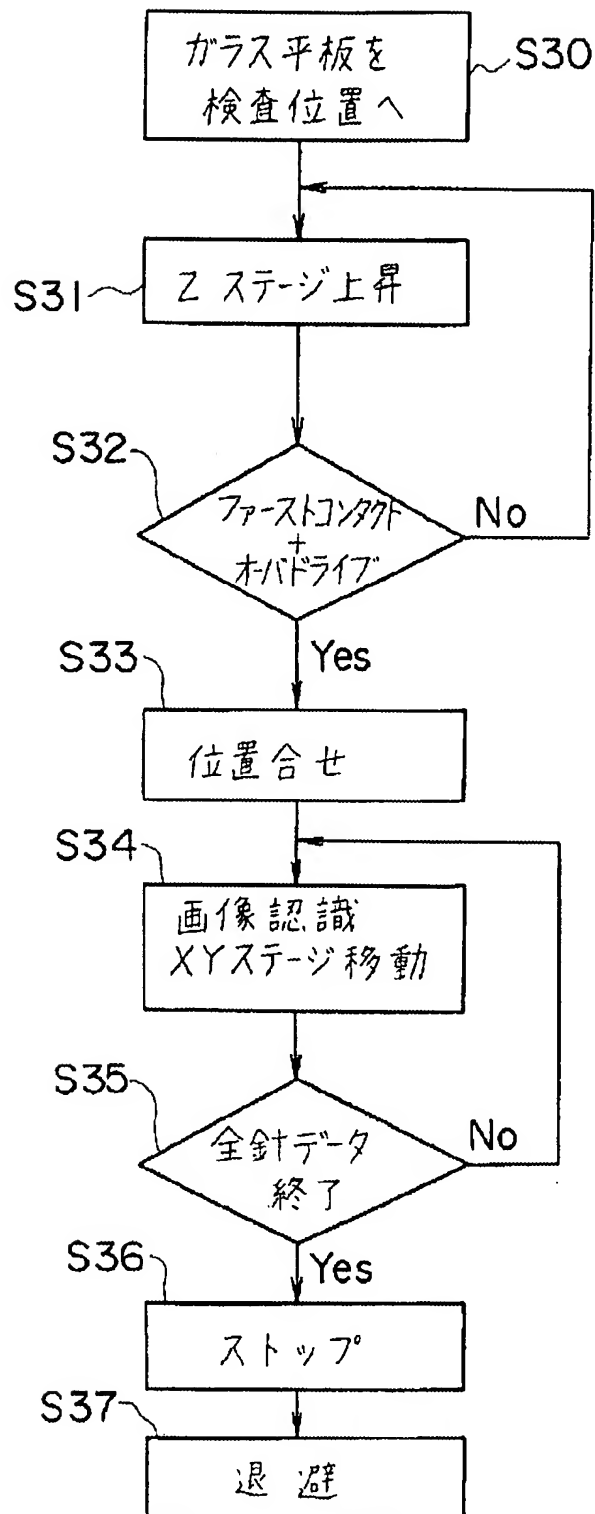 ガラス平板を
検査位置へ
S30
S31
Z ステージ上昇
S32
ファーストコンタクト
+
オーバドライブ
No
Yes
S33
位置合せ
S34
画像認識
XYステージ移動
S35
全針データ
終了
No
Yes
S36
ストップ
S37
退避